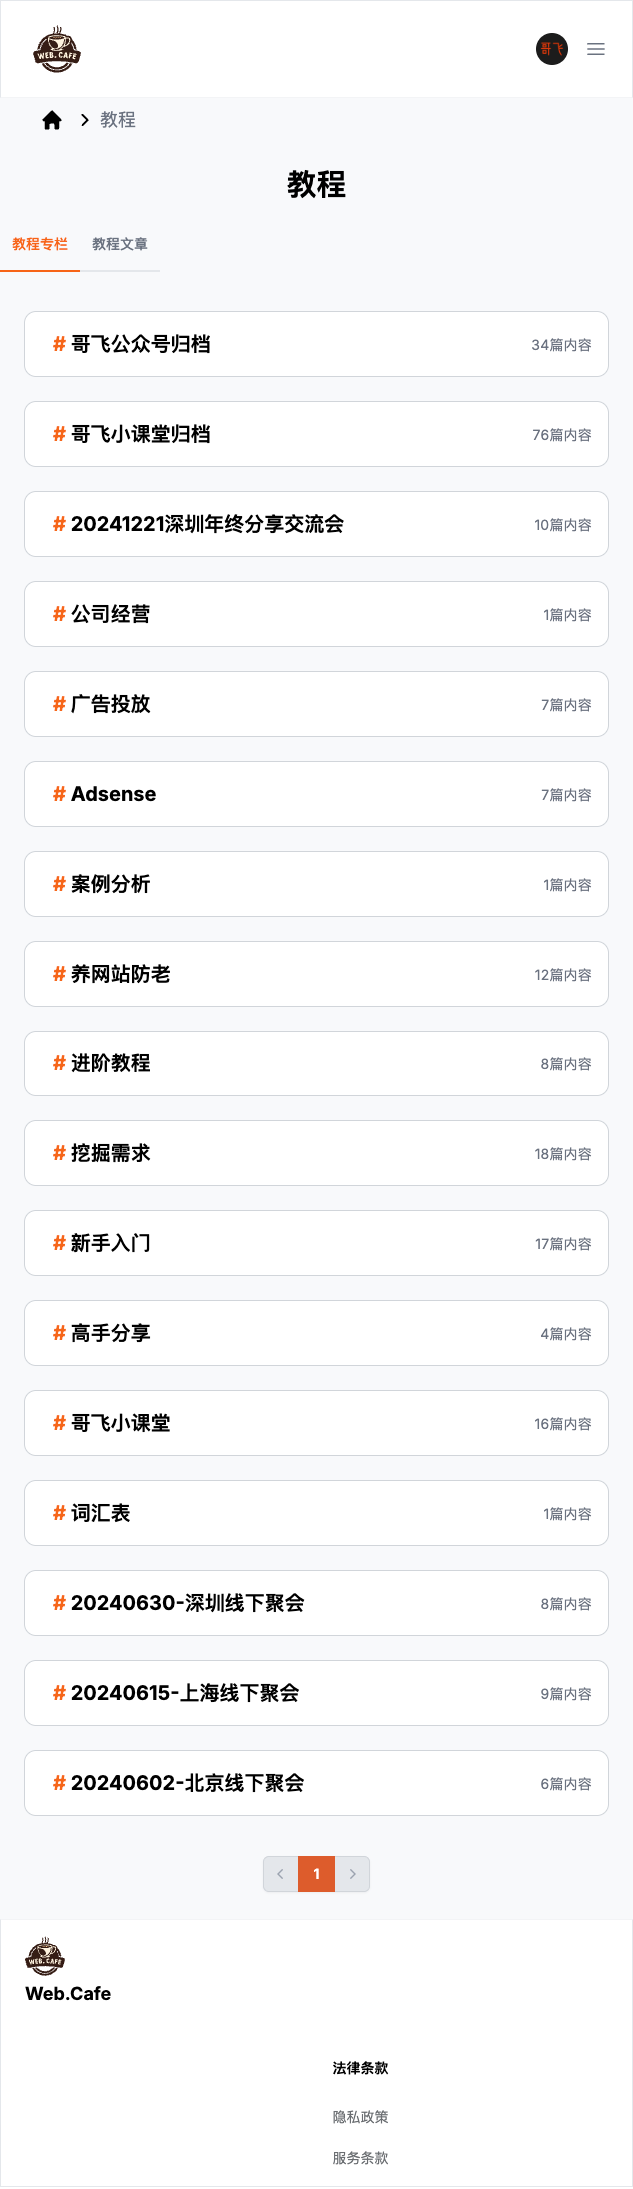 WEB.CAFE
哥飞
教程
教程
教程专栏 教程文章
# 哥飞公众号归档 34篇内容
# 哥飞小课堂归档 76篇内容
# 20241221深圳年终分享交流会 10篇内容
# 公司经营 1篇内容
# 广告投放 7篇内容
# Adsense 7篇内容
# 案例分析 1篇内容
# 养网站防老 12篇内容
# 进阶教程 8篇内容
# 挖掘需求 18篇内容
# 新手入门 17篇内容
# 高手分享 4篇内容
# 哥飞小课堂 16篇内容
# 词汇表 1篇内容
# 20240630-深圳线下聚会 8篇内容
# 20240615-上海线下聚会 9篇内容
# 20240602-北京线下聚会 6篇内容
1
WEB.CAFE
Web.Cafe
法律条款
隐私政策
服务条款